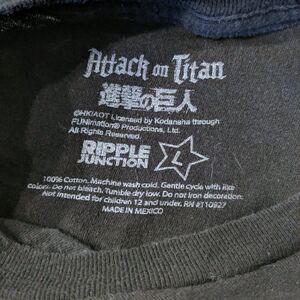 Attack on Titan
進撃の巨人
©HK/AOT Licensed by Kodansha through
FUNimation® Productions, Ltd.
All Rights Reserved.
RIPPLE
JUNCTION
L
100% Cotton. Machine wash cold. Gentle cycle with like
colors. Do not bleach. Tumble dry low. Do not iron decoration.
Not intended for children 12 and under. RN #110927
MADE IN MEXICO